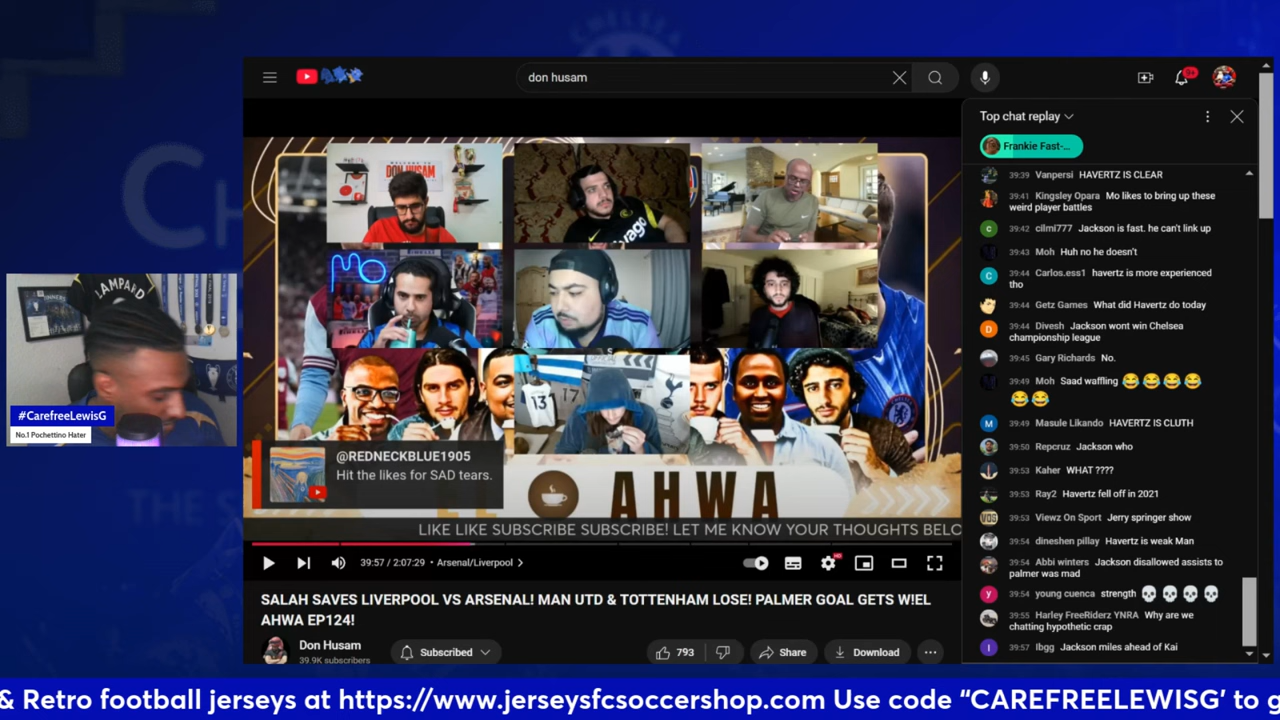 CHELSEA
don husam
9+
Top chat replay
Frankie Fast-...
39:39 Vanpersi HAVERTZ IS CLEAR
39:41 Kingsley Opara Mo likes to bring up these
weird player battles
39:42 cilmi777 Jackson is fast. he can't link up
39:43 Moh Huh no he doesn't
39:44 Carlos.ess1 havertz is more experienced
tho
39:44 Getz Games What did Havertz do today
39:44 Divesh Jackson wont win Chelsea
championship league
39:45 Gary Richards No.
39:49 Moh Saad waffling 😂😂😂😂
😂😂
39:49 Masule Likando HAVERTZ IS CLUTH
39:50 Repcruz Jackson who
39:53 Kaher WHAT ????
39:53 Ray2 Havertz fell off in 2021
39:53 Viewz On Sport Jerry springer show
39:54 dineshen pillay Havertz is weak Man
39:54 Abbi winters Jackson disallowed assists to
palmer was mad
39:54 young cuenca strength 💀💀💀💀
39:55 Harley FreeRiderz YNRA Why are we
chatting hypothetic crap
39:57 Ibgg Jackson miles ahead of Kai
DON HUSAM
MO
13
LAMPARD
#CarefreeLewisG
No.1 Pochettino Hater
@REDNECKBLUE1905
Hit the likes for SAD tears.
AHWA
LIKE LIKE SUBSCRIBE SUBSCRIBE! LET ME KNOW YOUR THOUGHTS BELO
39:57 / 2:07:29 • Arsenal/Liverpool >
HD
SALAH SAVES LIVERPOOL VS ARSENAL! MAN UTD & TOTTENHAM LOSE! PALMER GOAL GETS W!EL
AHWA EP124!
Don Husam
39.9K subscribers
Subscribed
793
Share
Download
& Retro football jerseys at https://www.jerseysfcsoccershop.com Use code “CAREFREELEWISG’ to g